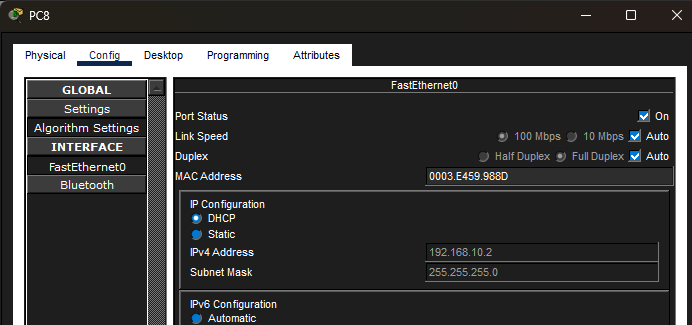 PC8
Physical Config Desktop Programming Attributes
GLOBAL
Settings
Algorithm Settings
INTERFACE
FastEthernet0
Bluetooth
FastEthernet0
Port Status On
Link Speed 100 Mbps 10 Mbps Auto
Duplex Half Duplex Full Duplex Auto
MAC Address 0003.E459.988D
IP Configuration
DHCP
Static
IPv4 Address 192.168.10.2
Subnet Mask 255.255.255.0
IPv6 Configuration
Automatic